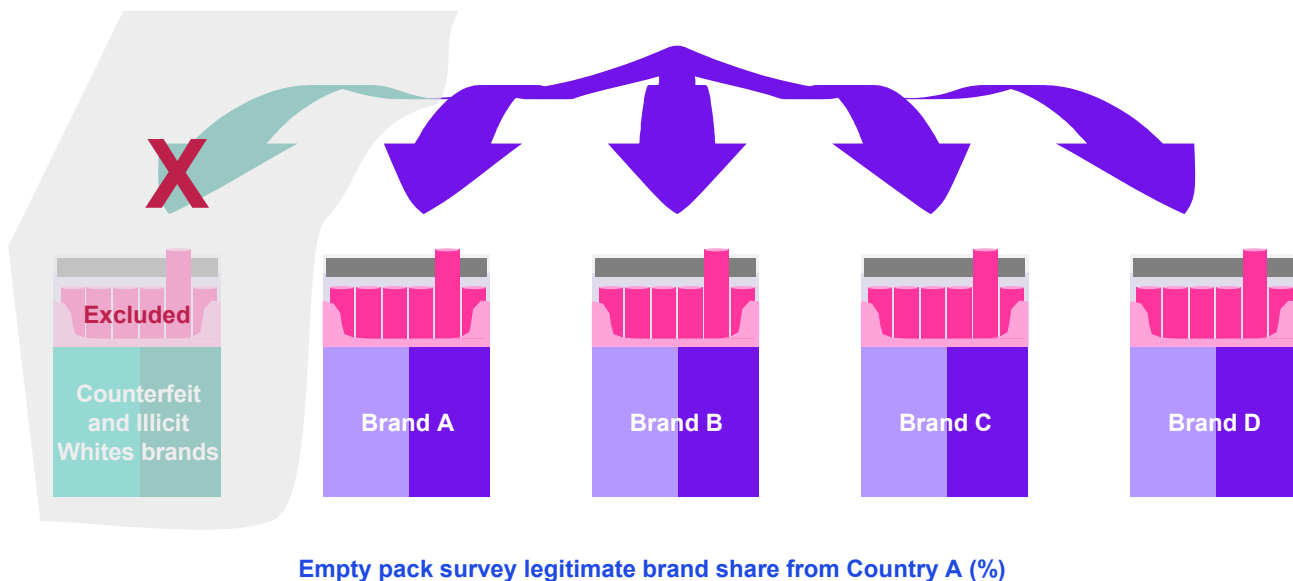 X
Excluded
Counterfeit
and Illicit
Whites brands
Brand A
Brand B
Brand C
Brand D
Empty pack survey legitimate brand share from Country A (%)